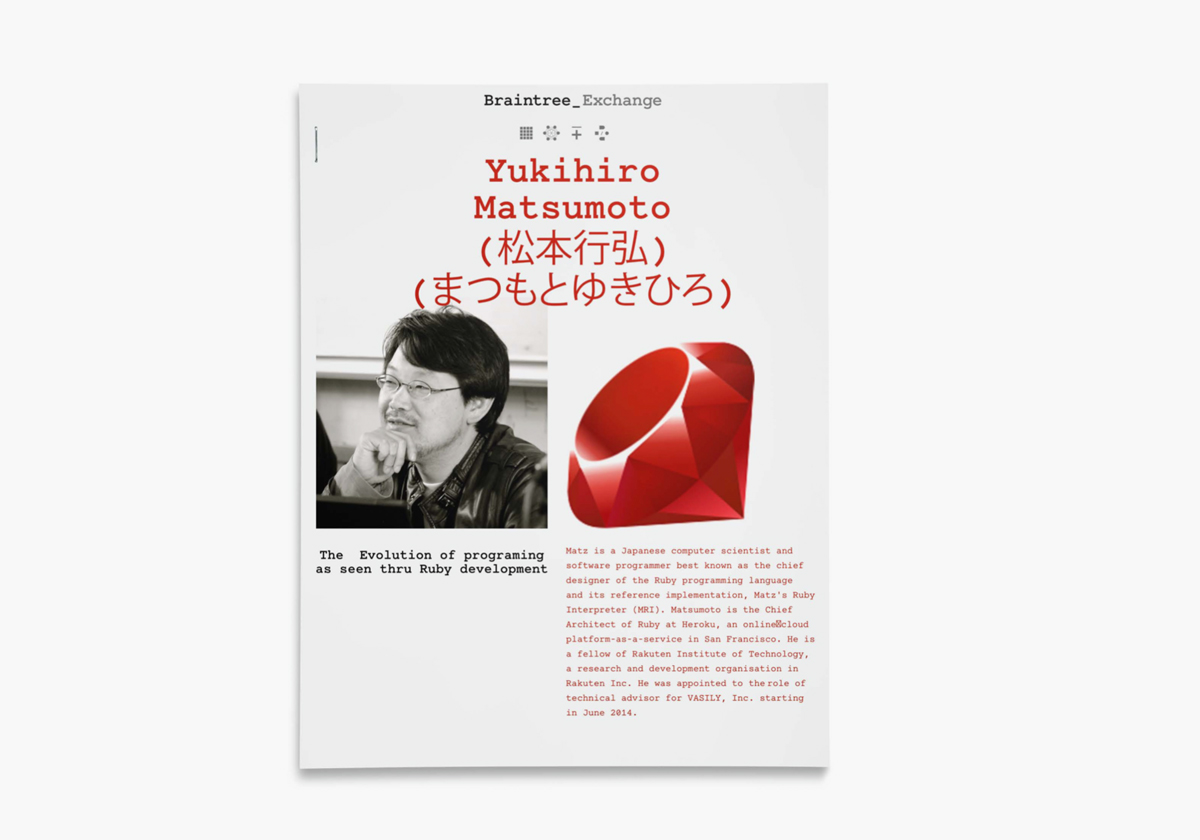 Braintree_Exchange
Yukihiro
Matsumoto
(松本行弘)
(まつもとゆきひろ)
The Evolution of programing
as seen thru Ruby development
Matz is a Japanese computer scientist and
software programmer best known as the chief
designer of the Ruby programming language
and its reference implementation, Matz's Ruby
Interpreter (MRI). Matsumoto is the Chief
Architect of Ruby at Heroku, an online cloud
platform-as-a-service in San Francisco. He is
a fellow of Rakuten Institute of Technology,
a research and development organisation in
Rakuten Inc. He was appointed to the role of
technical advisor for VASILY, Inc. starting
in June 2014.